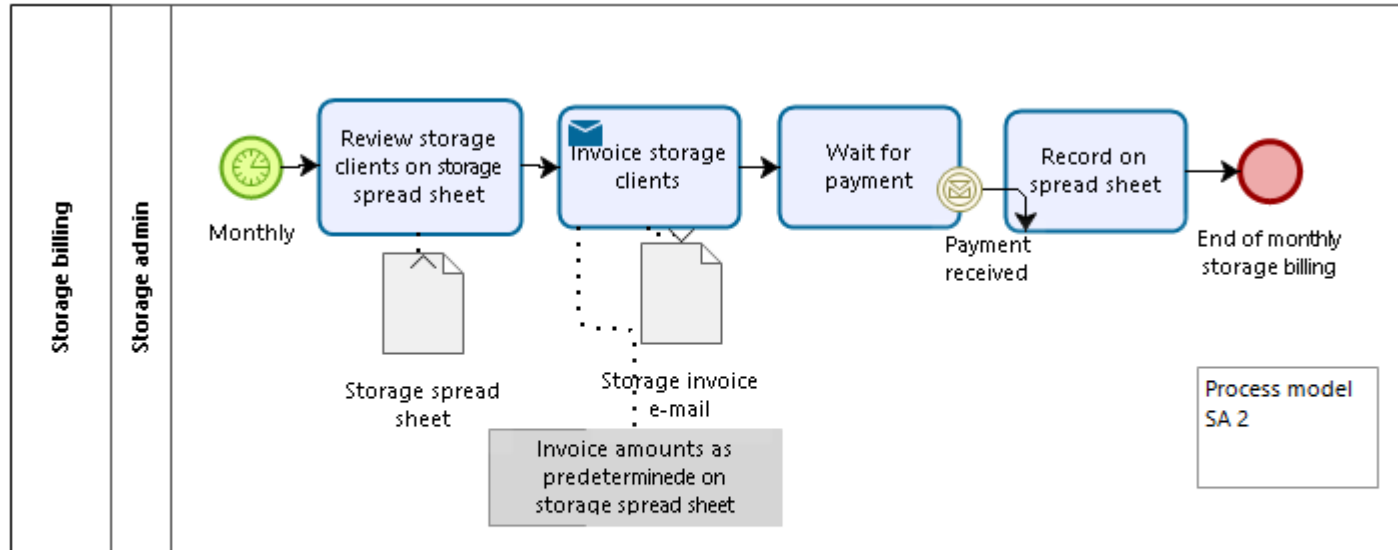 Storage billing
Storage admin
Monthly
Review storage
clients on storage
spread sheet
Invoice storage
clients
Wait for
payment
Payment
received
Record on
spread sheet
End of monthly
storage billing
Storage spread
sheet
Storage invoice
e-mail
Invoice amounts as
predeterminede on
storage spread sheet
Process model
SA 2